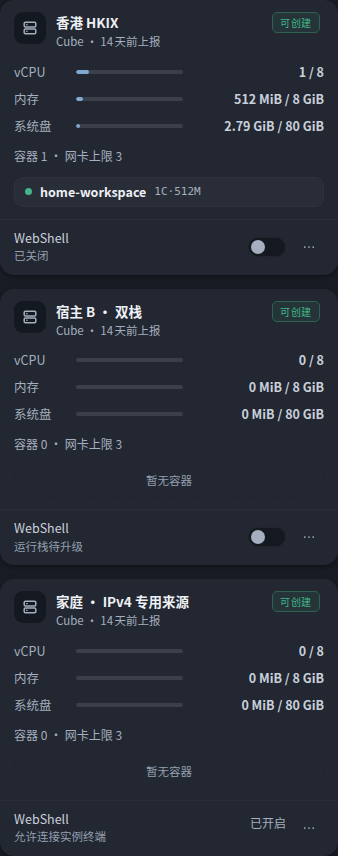 香港 HKIX
可创建
Cube · 14天前上报
vCPU 1 / 8
内存 512 MiB / 8 GiB
系统盘 2.79 GiB / 80 GiB
容器 1 · 网卡上限 3
home-workspace 1C·512M
WebShell
已关闭
...
宿主 B · 双栈
可创建
Cube · 14天前上报
vCPU 0 / 8
内存 0 MiB / 8 GiB
系统盘 0 MiB / 80 GiB
容器 0 · 网卡上限 3
暂无容器
WebShell
运行栈待升级
...
家庭 · IPv4 专用来源
可创建
Cube · 14天前上报
vCPU 0 / 8
内存 0 MiB / 8 GiB
系统盘 0 MiB / 80 GiB
容器 0 · 网卡上限 3
暂无容器
WebShell
允许连接实例终端
已开启 ...